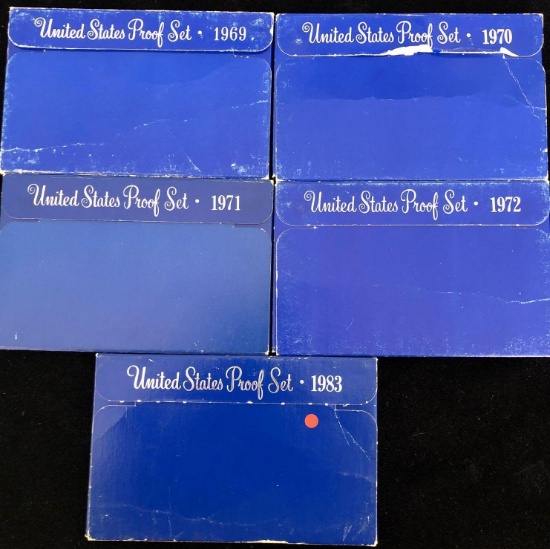 United States Proof Set · 1969
United States Proof Set · 1970
United States Proof Set · 1971
United States Proof Set · 1972
United States Proof Set · 1983